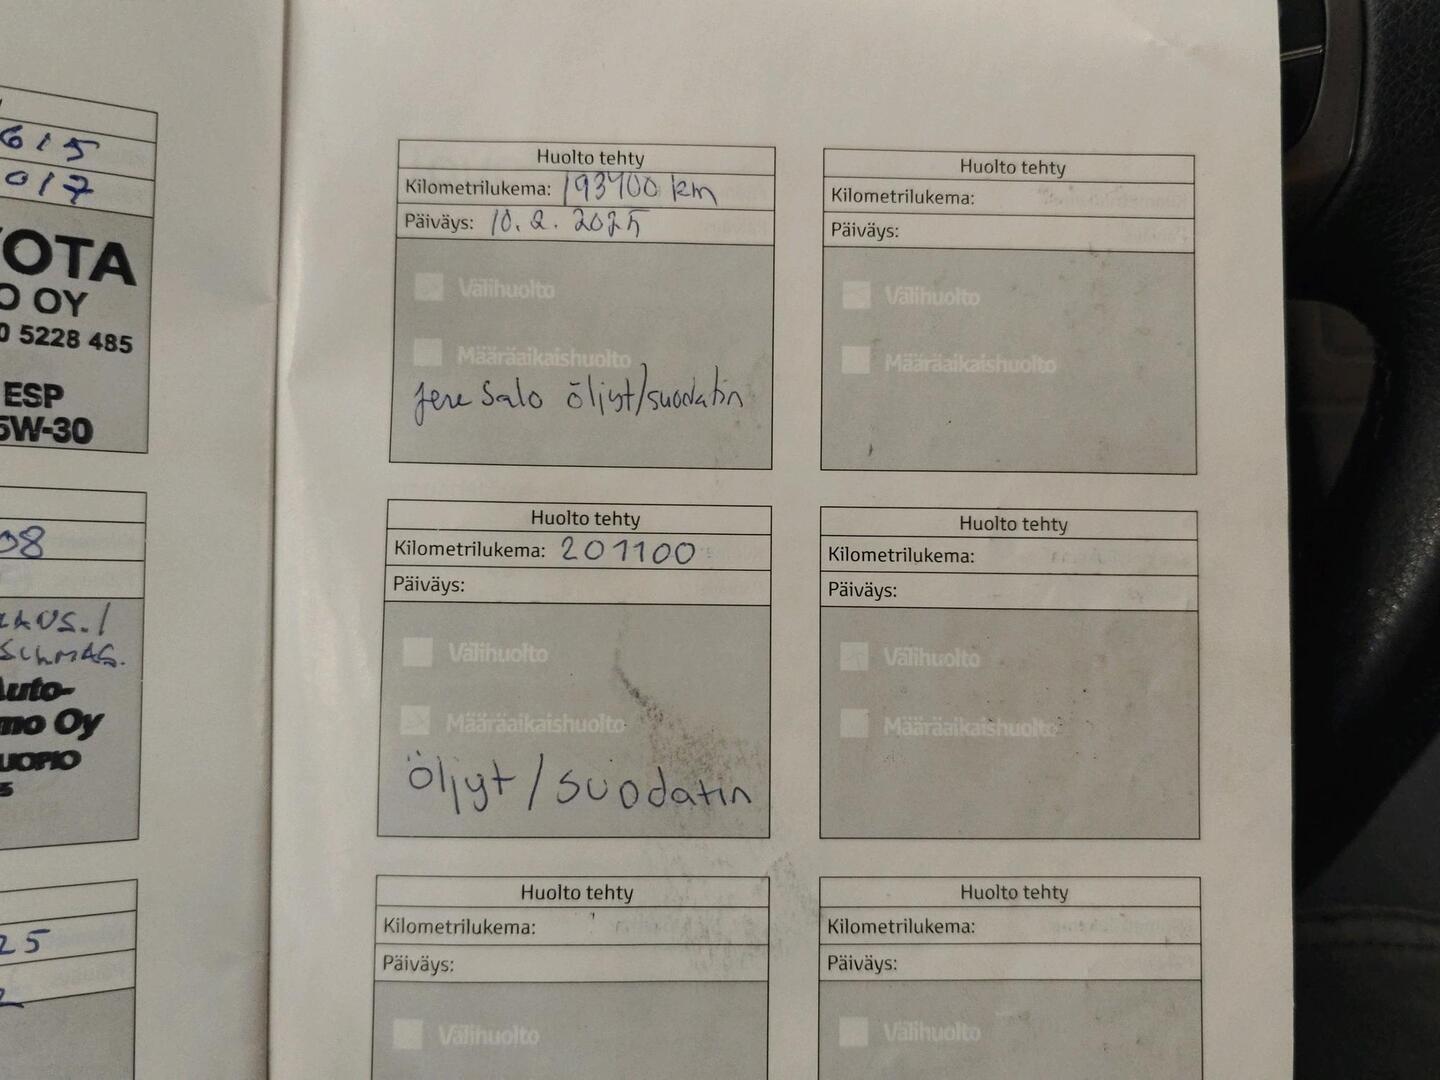 615
017
OTA
O OY
0 5228 485
ESP
5W-30
08
Auto-
mo Oy
UOPIO
25
Huolto tehty
Kilometrilukema: 193400 km
Päiväys: 10.2.2025
Välihuolto
Määräaikaishuolto
Jere Salo öljyt/suodatin
Huolto tehty
Kilometrilukema:
Päiväys:
Välihuolto
Määräaikaishuolto
Huolto tehty
Kilometrilukema: 201100
Päiväys:
Välihuolto
Määräaikaishuolto
öljyt/suodatin
Huolto tehty
Kilometrilukema:
Päiväys:
Välihuolto
Määräaikaishuolto
Huolto tehty
Kilometrilukema:
Päiväys:
Välihuolto
Huolto tehty
Kilometrilukema:
Päiväys:
Välihuolto